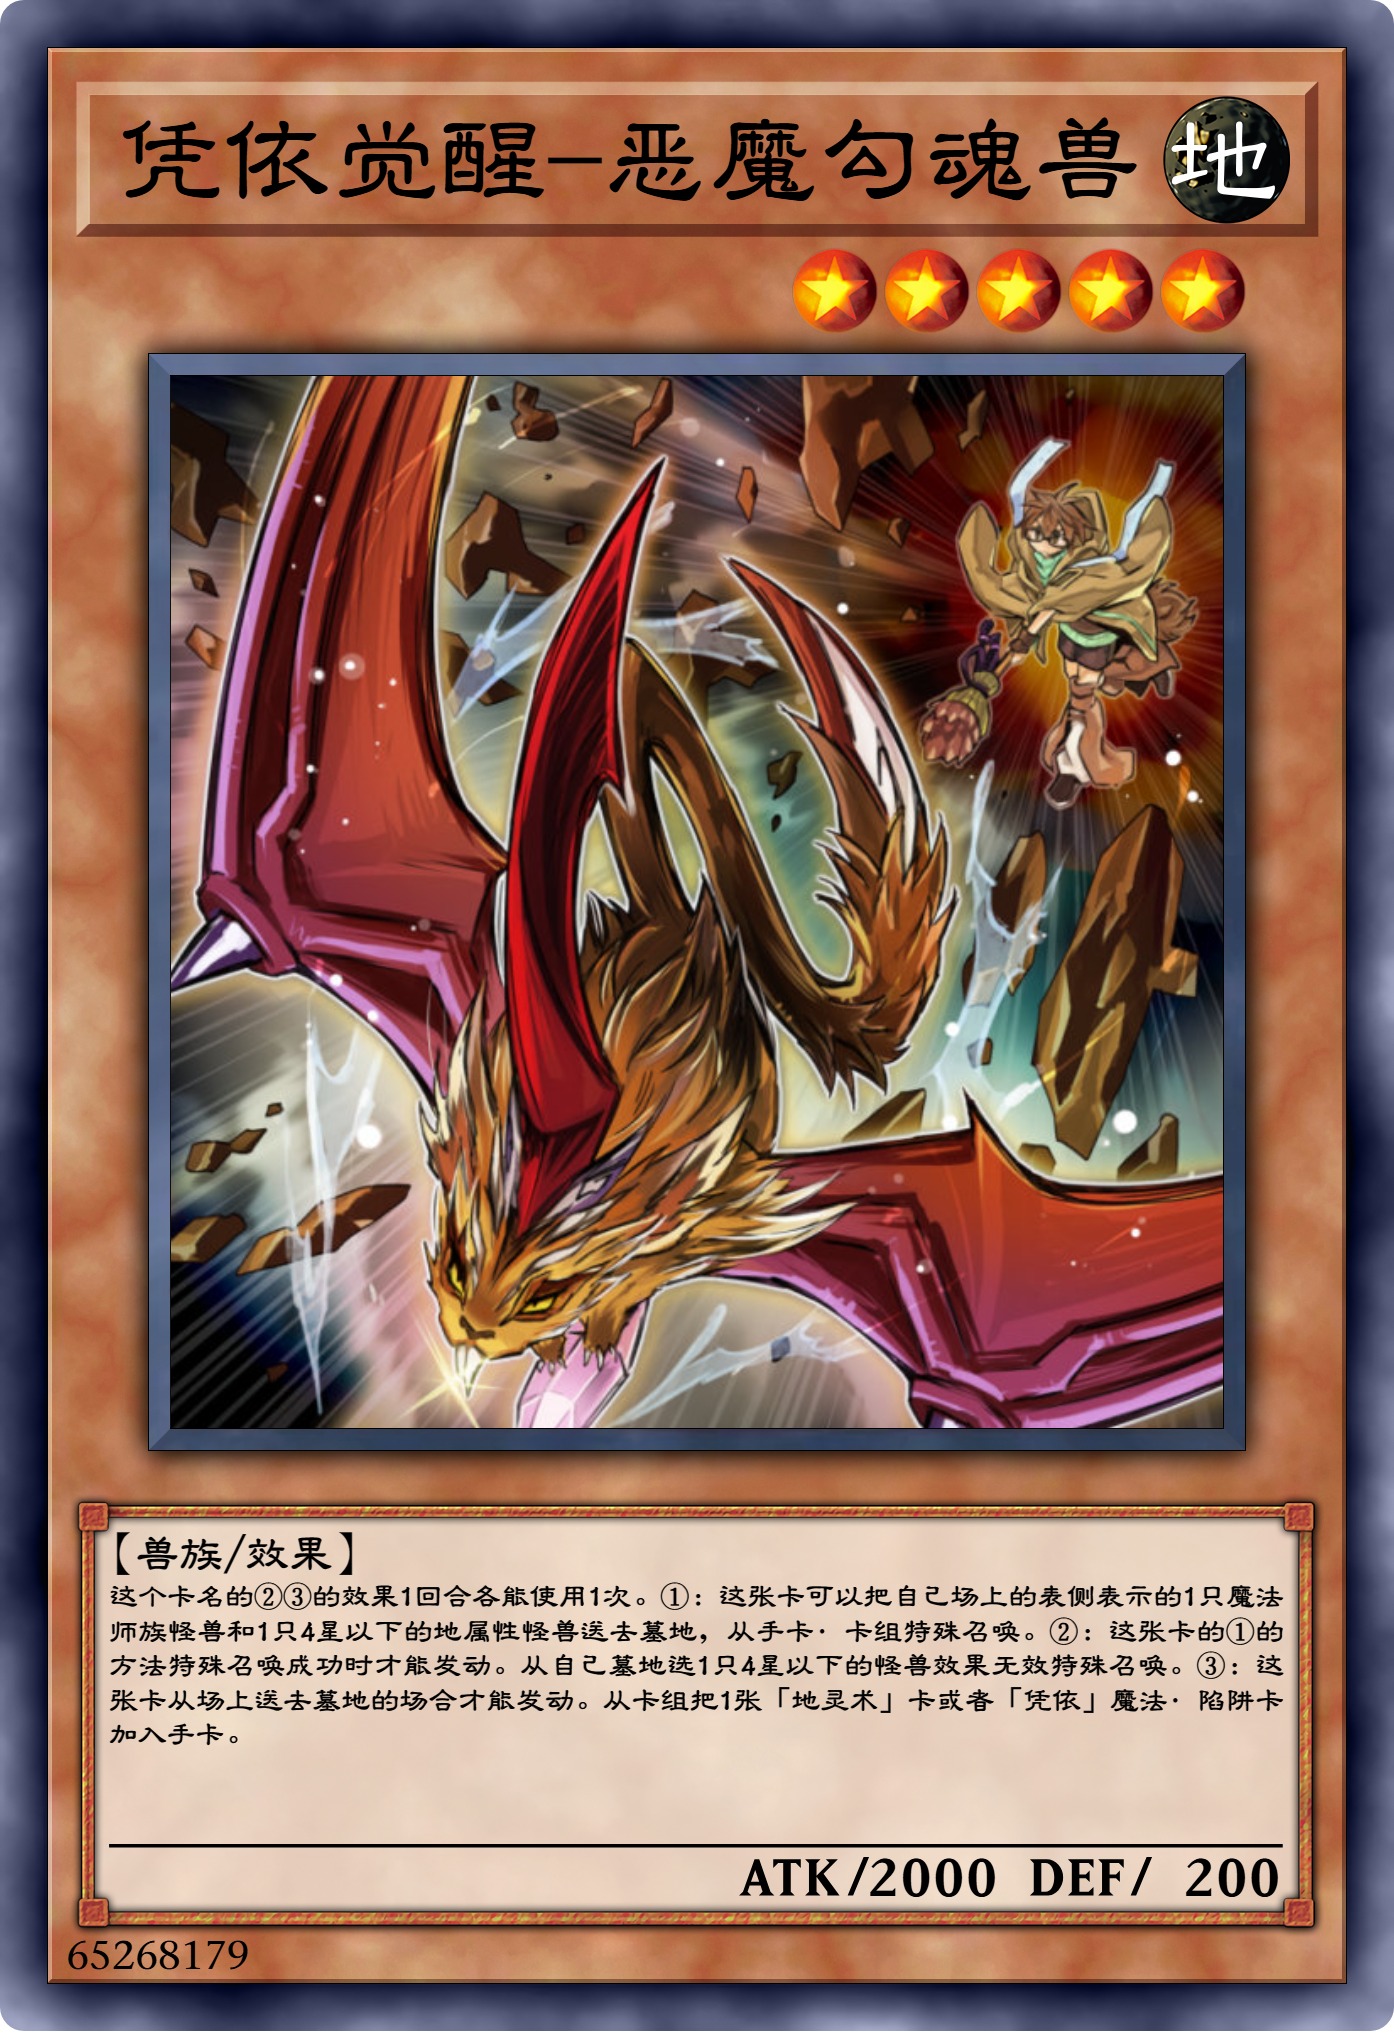 凭依觉醒-恶魔勾魂兽 地
【兽族/效果】
这个卡名的②③的效果1回合各能使用1次。①：这张卡可以把自己场上的表侧表示的1只魔法
师族怪兽和1只4星以下的地属性怪兽送去墓地，从手卡·卡组特殊召唤。②：这张卡的①的
方法特殊召唤成功时才能发动。从自己墓地选1只4星以下的怪兽效果无效特殊召唤。③：这
张卡从场上送去墓地的场合才能发动。从卡组把1张「地灵术」卡或者「凭依」魔法·陷阱卡
加入手卡。
ATK/2000 DEF/ 200
65268179